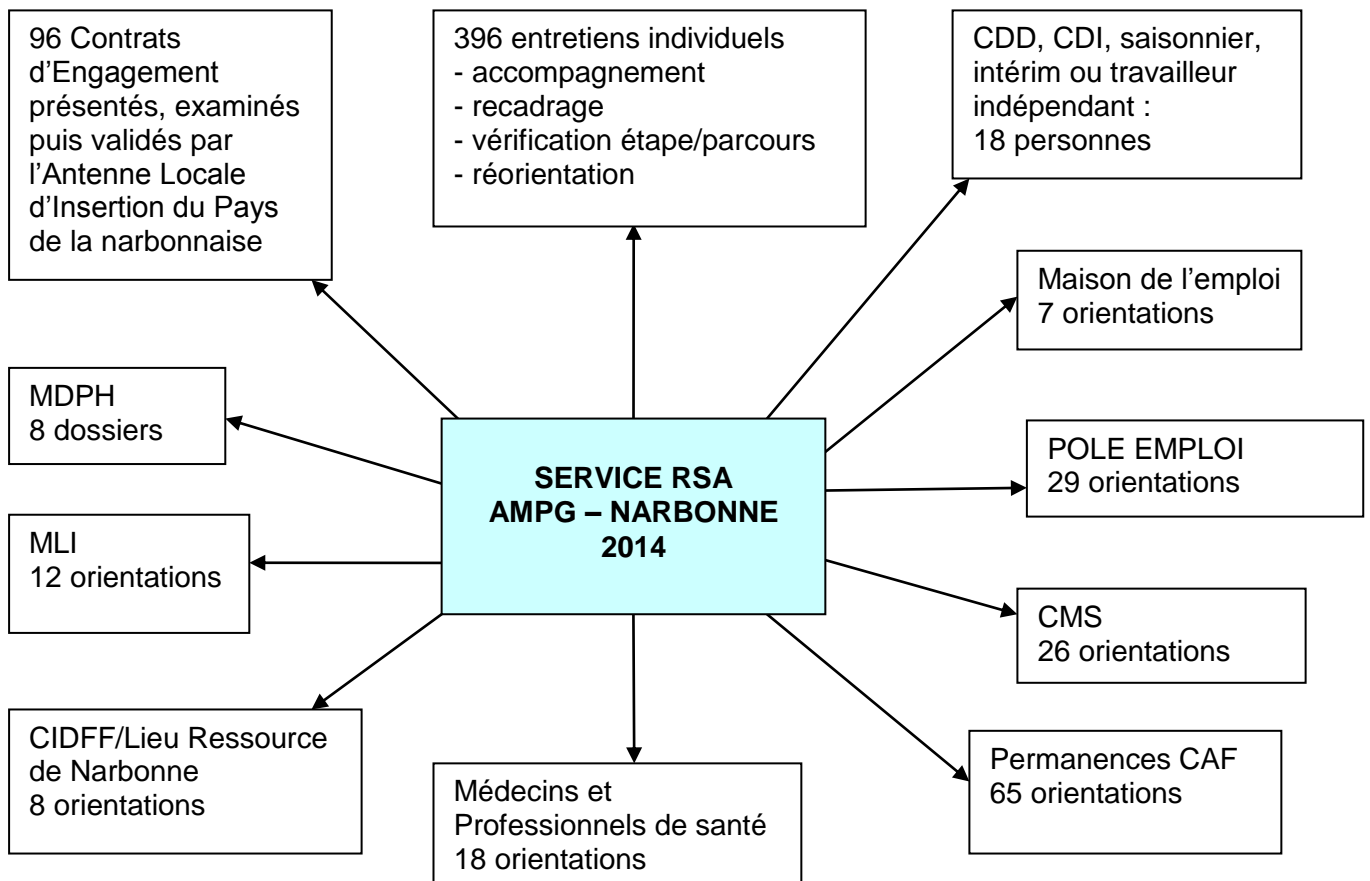 96 Contrats
d’Engagement
présentés, examinés
puis validés par
l’Antenne Locale
d’Insertion du Pays
de la narbonnaise
396 entretiens individuels
- accompagnement
- recadrage
- vérification étape/parcours
- réorientation
CDD, CDI, saisonnier,
intérim ou travailleur
indépendant :
18 personnes
Maison de l’emploi
7 orientations
MDPH
8 dossiers
SERVICE RSA
AMPG – NARBONNE
2014
POLE EMPLOI
29 orientations
MLI
12 orientations
CMS
26 orientations
CIDFF/Lieu Ressource
de Narbonne
8 orientations
Médecins et
Professionnels de santé
18 orientations
Permanences CAF
65 orientations